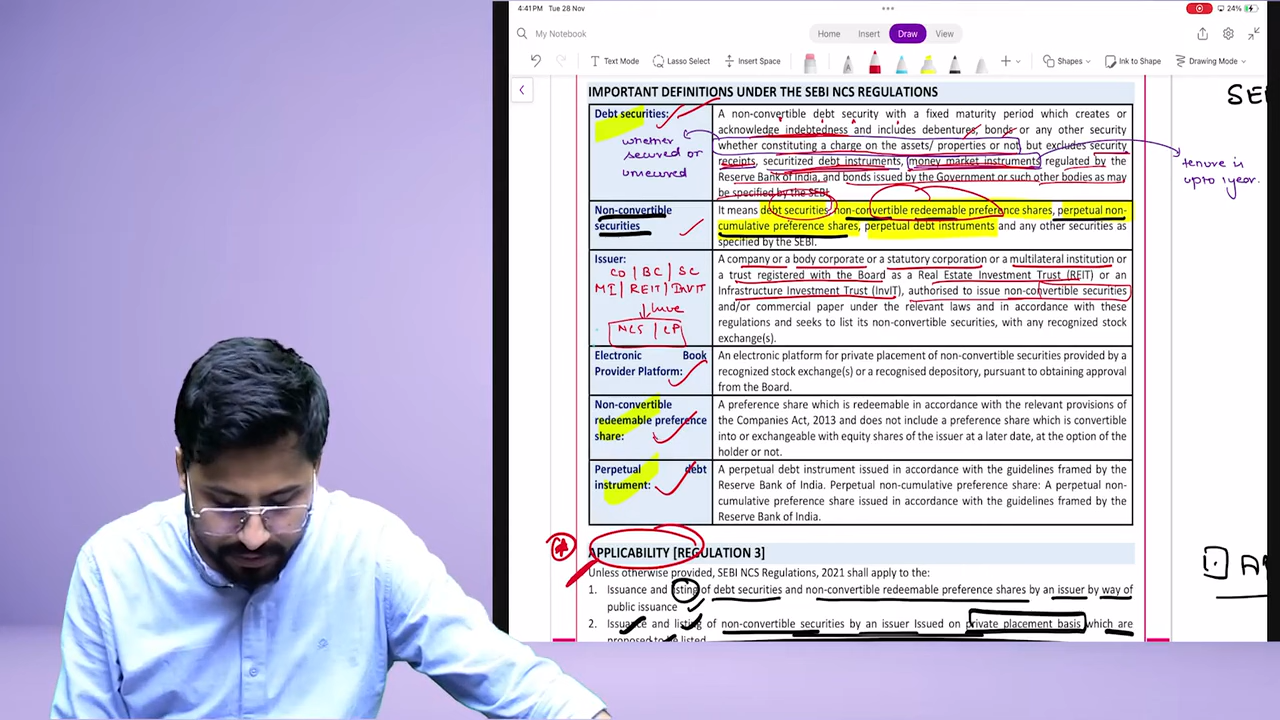 4:41 PM Tue 28 Nov
24%
My Notebook
Home Insert Draw View
Text Mode Lasso Select Insert Space Shapes Ink to Shape Drawing Mode
IMPORTANT DEFINITIONS UNDER THE SEBI NCS REGULATIONS
Debt securities:
whether
secured or
unsecured
A non-convertible debt security with a fixed maturity period which creates or
acknowledge indebtedness and includes debentures, bonds or any other security
whether constituting a charge on the assets/ properties or not, but excludes security
receipts, securitized debt instruments, money market instruments regulated by the
Reserve Bank of India, and bonds issued by the Government or such other bodies as may
be specified by the SEBI.
tenure is
upto 1 year.
Non-convertible
securities
It means debt securities, non-convertible redeemable preference shares, perpetual non-
cumulative preference shares, perpetual debt instruments and any other securities as
specified by the SEBI.
Issuer:
CO | BC | SC
MI | REIT | INVIT
Issue
NCS | CP
A company or a body corporate or a statutory corporation or a multilateral institution or
a trust registered with the Board as a Real Estate Investment Trust (REIT) or an
Infrastructure Investment Trust (InvIT), authorised to issue non-convertible securities
and/or commercial paper under the relevant laws and in accordance with these
regulations and seeks to list its non-convertible securities, with any recognized stock
exchange(s).
Electronic Book
Provider Platform:
An electronic platform for private placement of non-convertible securities provided by a
recognized stock exchange(s) or a recognised depository, pursuant to obtaining approval
from the Board.
Non-convertible
redeemable preference
share:
A preference share which is redeemable in accordance with the relevant provisions of
the Companies Act, 2013 and does not include a preference share which is convertible
into or exchangeable with equity shares of the issuer at a later date, at the option of the
holder or not.
Perpetual debt
instrument:
A perpetual debt instrument issued in accordance with the guidelines framed by the
Reserve Bank of India. Perpetual non-cumulative preference share: A perpetual non-
cumulative preference share issued in accordance with the guidelines framed by the
Reserve Bank of India.
APPLICABILITY [REGULATION 3]
Unless otherwise provided, SEBI NCS Regulations, 2021 shall apply to the:
1. Issuance and listing of debt securities and non-convertible redeemable preference shares by an issuer by way of
public issuance
2. Issuance and listing of non-convertible securities by an issuer Issued on private placement basis which are
proposed to be listed